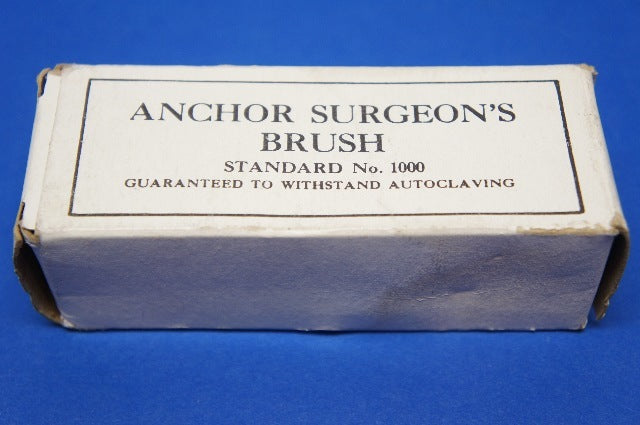 ANCHOR SURGEON'S
BRUSH
STANDARD No. 1000
GUARANTEED TO WITHSTAND AUTOCLAVING